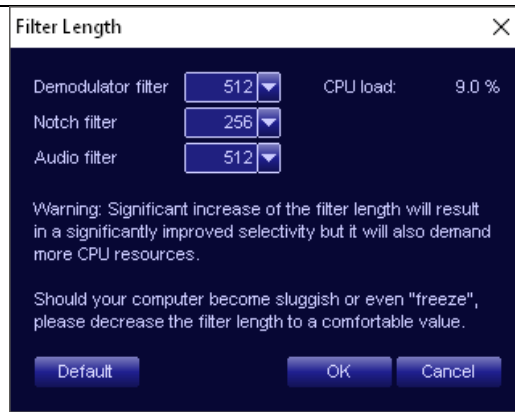 Filter Length
Demodulator filter 512 CPU load: 9.0 %
Notch filter 256
Audio filter 512
Warning: Significant increase of the filter length will result
in a significantly improved selectivity but it will also demand
more CPU resources.
Should your computer become sluggish or even "freeze",
please decrease the filter length to a comfortable value.
Default OK Cancel